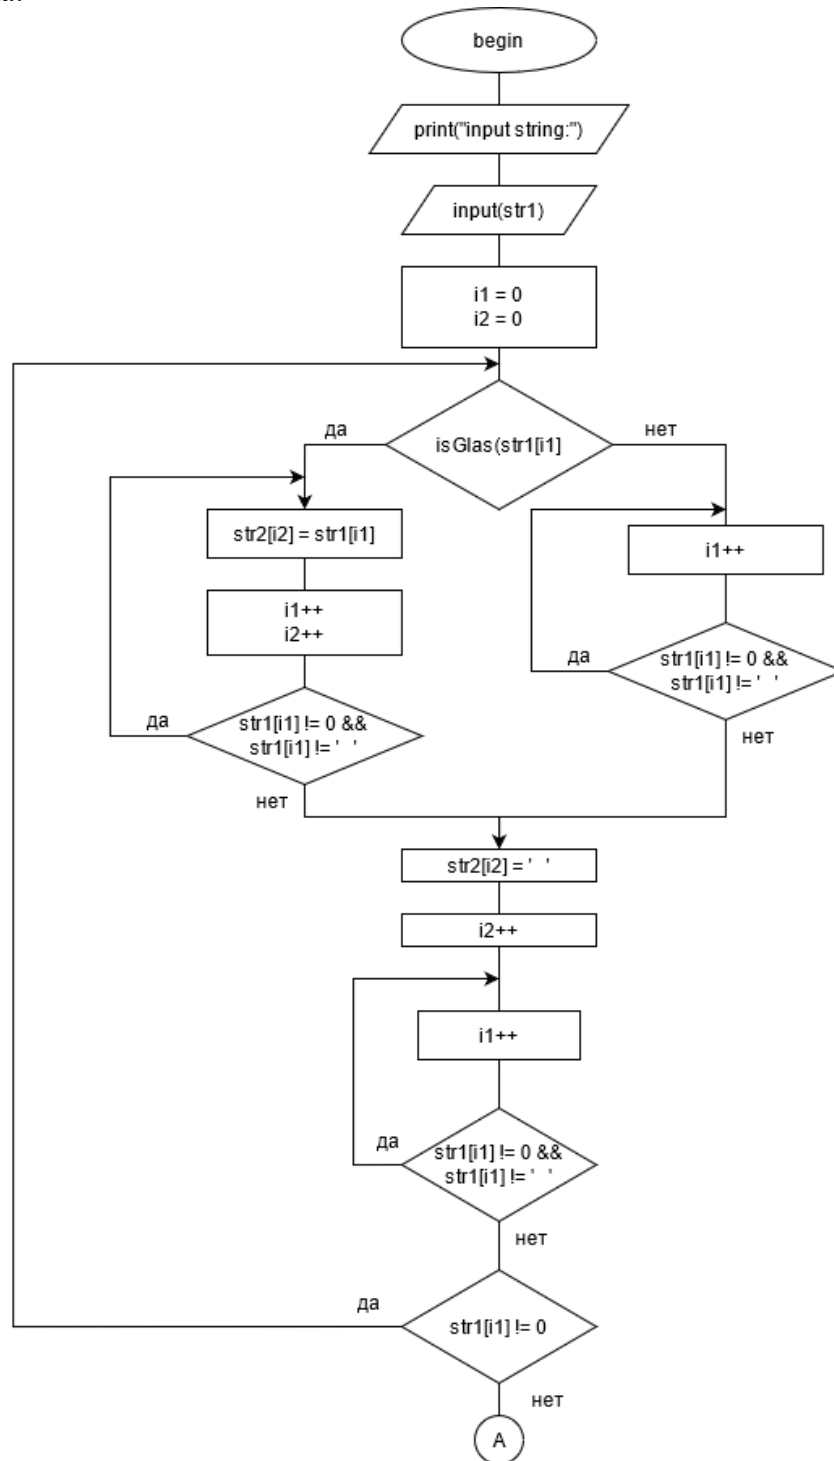 begin
print("input string:")
input(str1)
i1 = 0
i2 = 0
isGlas(str1[i1]
да
нет
str2[i2] = str1[i1]
i1++
i2++
str1[i1] != 0 &&
str1[i1] != ' '
да
нет
i1++
str1[i1] != 0 &&
str1[i1] != ' '
да
нет
str2[i2] = ' '
i2++
i1++
str1[i1] != 0 &&
str1[i1] != ' '
да
нет
str1[i1] != 0
да
нет
A